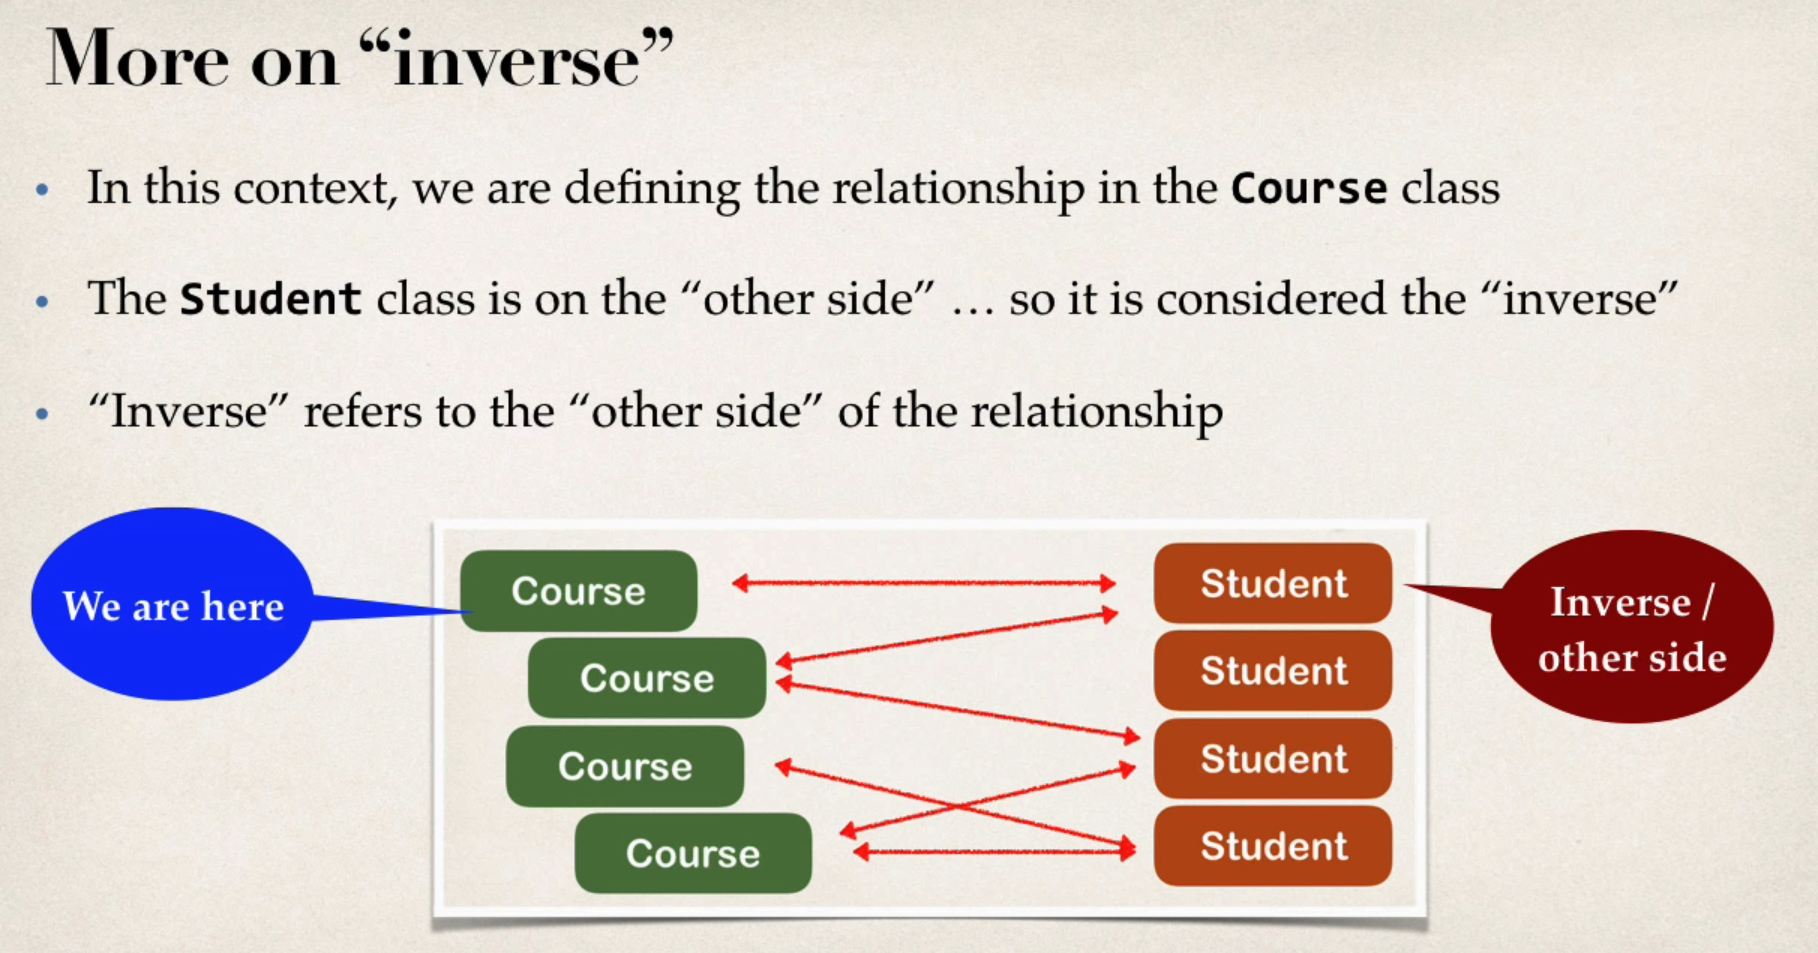 More on “inverse”
• In this context, we are defining the relationship in the Course class
• The Student class is on the “other side” … so it is considered the “inverse”
• “Inverse” refers to the “other side” of the relationship
We are here
Course
Course
Course
Course
Student
Student
Student
Student
Inverse /
other side